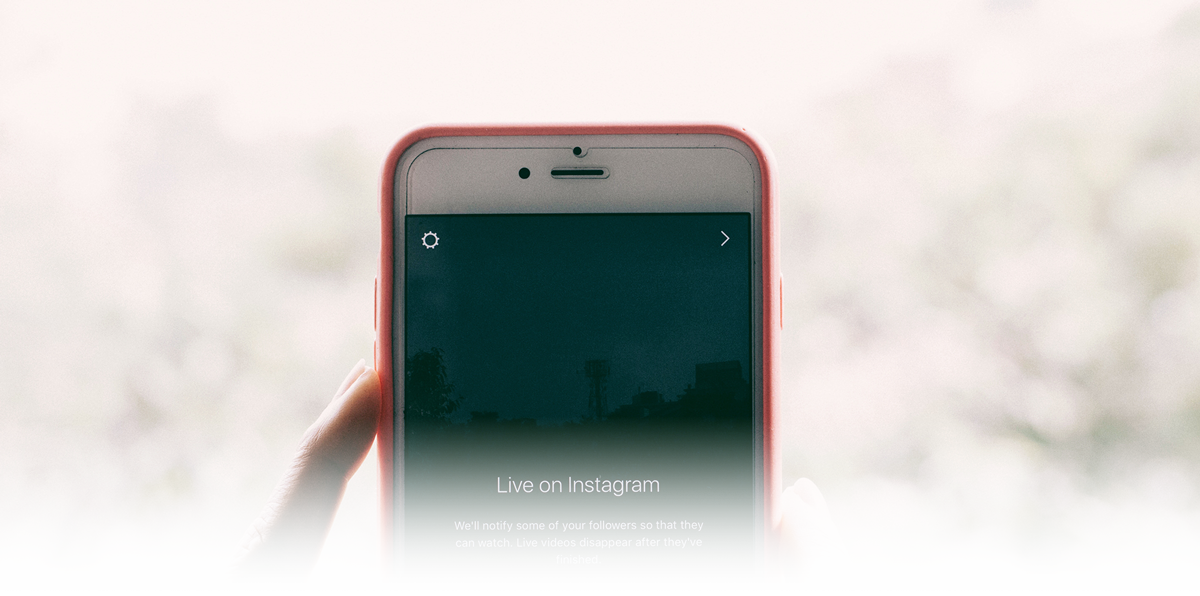 Live on Instagram
We'll notify some of your followers so that they
can watch. Live videos disappear after they've